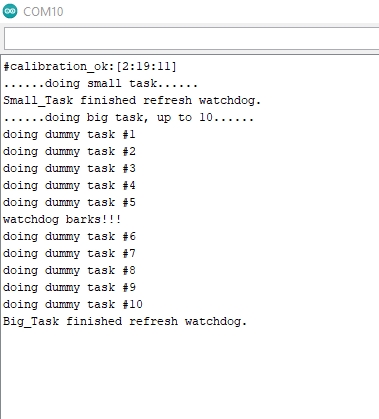 COM10
#calibration_ok:[2:19:11]
......doing small task......
Small_Task finished refresh watchdog.
......doing big task, up to 10......
doing dummy task #1
doing dummy task #2
doing dummy task #3
doing dummy task #4
doing dummy task #5
watchdog barks!!!
doing dummy task #6
doing dummy task #7
doing dummy task #8
doing dummy task #9
doing dummy task #10
Big_Task finished refresh watchdog.